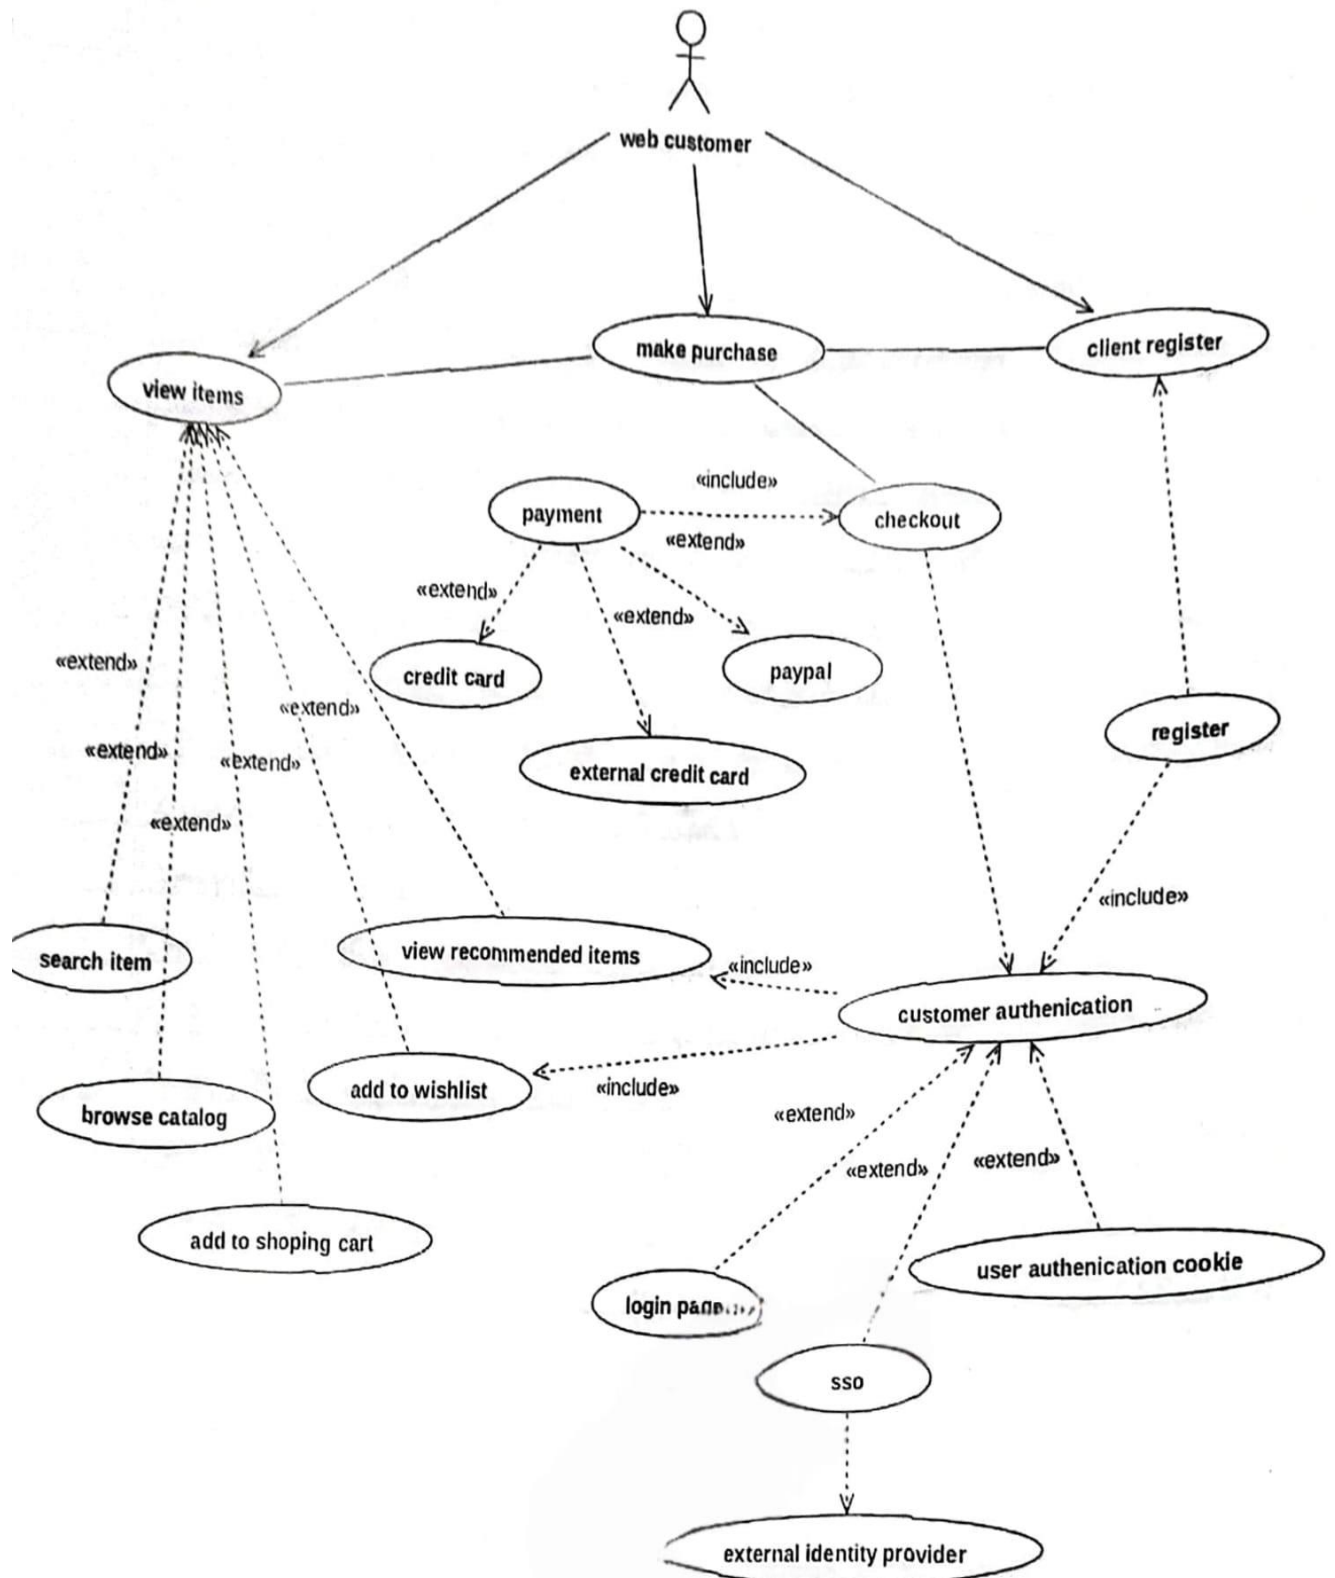 web customer
make purchase
client register
view items
«include»
payment
checkout
«extend»
«extend»
«extend»
«extend»
paypal
credit card
«extend»
register
«extend»
«extend»
external credit card
«extend»
«include»
view recommended items
search item
«include»
customer authenication
add to wishlist
«include»
browse catalog
«extend»
«extend»
«extend»
add to shoping cart
user authenication cookie
login
sso
external identity provider